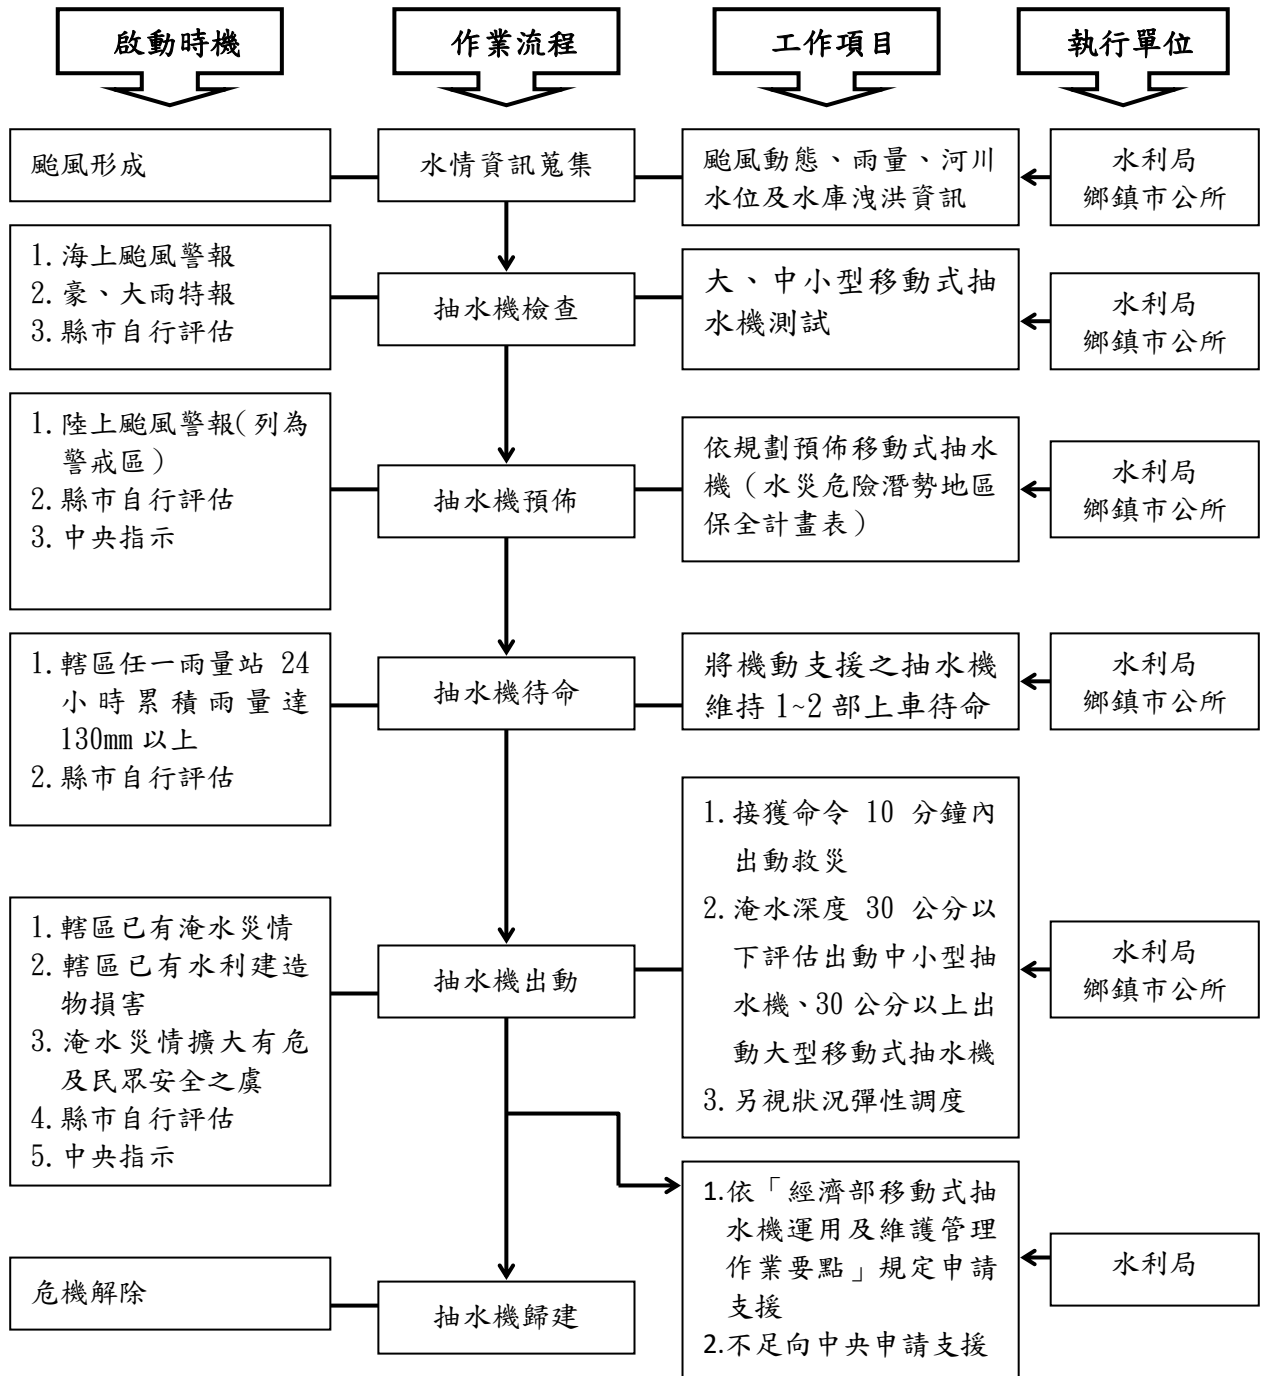 啟動時機
作業流程
工作項目
執行單位
颱風形成
水情資訊蒐集
颱風動態、雨量、河川
水位及水庫洩洪資訊
水利局
鄉鎮市公所
1. 海上颱風警報
2. 豪、大雨特報
3. 縣市自行評估
抽水機檢查
大、中小型移動式抽
水機測試
水利局
鄉鎮市公所
1. 陸上颱風警報(列為
警戒區)
2. 縣市自行評估
3. 中央指示
抽水機預佈
依規劃預佈移動式抽水
機(水災危險潛勢地區
保全計畫表)
水利局
鄉鎮市公所
1. 轄區任一雨量站 24
小時累積雨量達
130mm 以上
2. 縣市自行評估
抽水機待命
將機動支援之抽水機
維持 1~2 部上車待命
水利局
鄉鎮市公所
1. 轄區已有淹水災情
2. 轄區已有水利建造
物損害
3. 淹水災情擴大有危
及民眾安全之虞
4. 縣市自行評估
5. 中央指示
抽水機出動
1. 接獲命令 10 分鐘內
出動救災
2. 淹水深度 30 公分以
下評估出動中小型抽
水機、30 公分以上出
動大型移動式抽水機
3. 另視狀況彈性調度
水利局
鄉鎮市公所
1.依「經濟部移動式抽
水機運用及維護管理
作業要點」規定申請
支援
2.不足向中央申請支援
水利局
危機解除
抽水機歸建